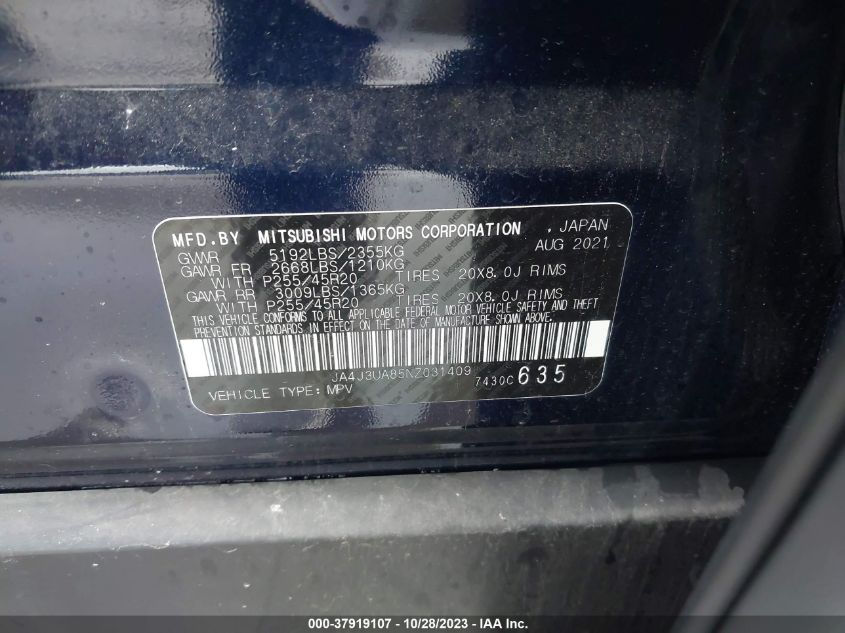 MFD.BY MITSUBISHI MOTORS CORPORATION , JAPAN
GVWR 5192LBS/2355KG AUG 2021
GAWR FR 2668LBS/1210KG
WITH P255/45R20 TIRES 20X8.0J RIMS
GAWR RR 3009LBS/1365KG
WITH P255/45R20 TIRES 20X8.0J RIMS
THIS VEHICLE CONFORMS TO ALL APPLICABLE FEDERAL MOTOR VEHICLE SAFETY AND THEFT
PREVENTION STANDARDS IN EFFECT ON THE DATE OF MANUFACTURE SHOWN ABOVE.
JA4J3UA85NZ031409 7430C 635
VEHICLE TYPE: MPV
000-37919107 - 10/28/2023 - IAA Inc.